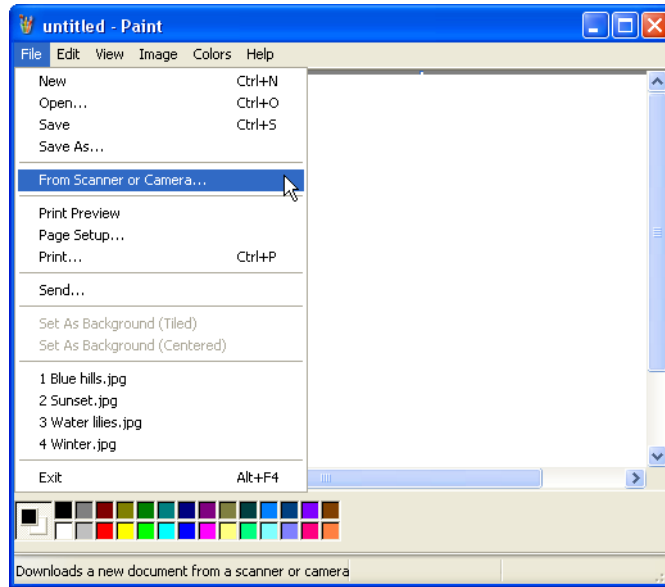 untitled - Paint
File Edit View Image Colors Help
New Ctrl+N
Open... Ctrl+O
Save Ctrl+S
Save As...
From Scanner or Camera...
Print Preview
Page Setup...
Print... Ctrl+P
Send...
Set As Background (Tiled)
Set As Background (Centered)
1 Blue hills.jpg
2 Sunset.jpg
3 Water lilies.jpg
4 Winter.jpg
Exit Alt+F4
Downloads a new document from a scanner or camera